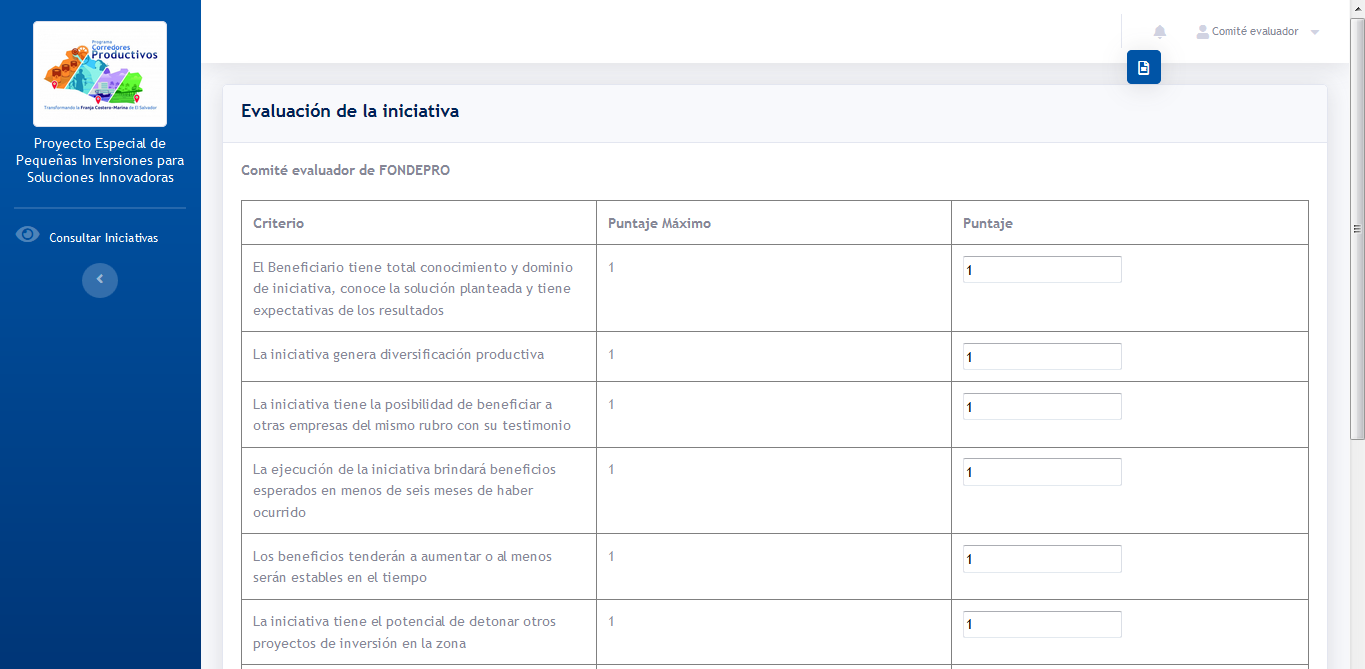 Programa
Corredores
Productivos
Transformando la Franja Costero-Marina de El Salvador
Proyecto Especial de
Pequeñas Inversiones para
Soluciones Innovadoras
Consultar Iniciativas
Comité evaluador
Evaluación de la iniciativa
Comité evaluador de FONDEPRO
Criterio Puntaje Máximo Puntaje
El Beneficiario tiene total conocimiento y dominio 1 1
de iniciativa, conoce la solución planteada y tiene
expectativas de los resultados
La iniciativa genera diversificación productiva 1 1
La iniciativa tiene la posibilidad de beneficiar a 1 1
otras empresas del mismo rubro con su testimonio
La ejecución de la iniciativa brindará beneficios 1 1
esperados en menos de seis meses de haber
ocurrido
Los beneficios tenderán a aumentar o al menos 1 1
serán estables en el tiempo
La iniciativa tiene el potencial de detonar otros 1 1
proyectos de inversión en la zona